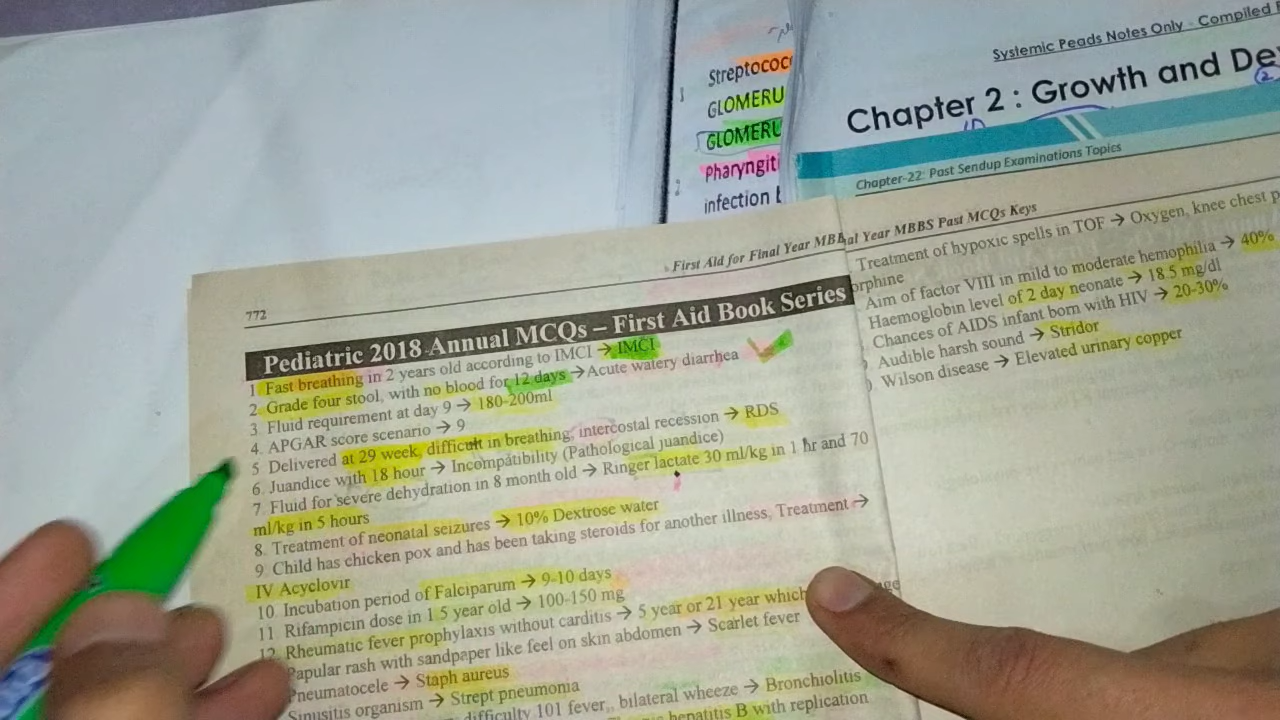 Systemic Peads Notes Only - Compiled
Chapter 2 : Growth and
Chapter-22: Past Sendup Examinations Topics
Streptococ
GLOMERU
GLOMERU
Pharyngiti
infection
772
First Aid for Final Year MBB
Pediatric 2018 Annual MCQs – First Aid Book Series
1 Fast breathing in 2 years old according to IMCI → IMCI
2. Grade four stool, with no blood for 12 days →Acute watery diarrhea
3. Fluid requirement at day 9 → 180-200ml
4. APGAR score scenario → 9
5 Delivered at 29 week, difficult in breathing, intercostal recession → RDS
6. Juandice with 18 hour → Incompatibility (Pathological juandice)
7. Fluid for severe dehydration in 8 month old → Ringer lactate 30 ml/kg in 1 hr and 70
ml/kg in 5 hours
8. Treatment of neonatal seizures → 10% Dextrose water
9. Child has chicken pox and has been taking steroids for another illness, Treatment →
IV Acyclovir
10. Incubation period of Falciparum → 9-10 days
11 Rifampicin dose in 1 5 year old → 100-150 mg
12. Rheumatic fever prophylaxis without carditis → 5 year or 21 year which
Papular rash with sandpaper like feel on skin abdomen → Scarlet fever
Pneumatocele → Staph aureus
Sinusitis organism → Strept pneumonia
difficulty 101 fever,, bilateral wheeze → Bronchiolitis
hepatitis B with replication
al Year MBBS Past MCQs Keys
Treatment of hypoxic spells in TOF → Oxygen, knee chest
orphine
Aim of factor VIII in mild to moderate hemophilia → 40%
Haemoglobin level of 2 day neonate → 18.5 mg/dl
Chances of AIDS infant born with HIV → 20-30%
Audible harsh sound → Stridor
Wilson disease → Elevated urinary copper